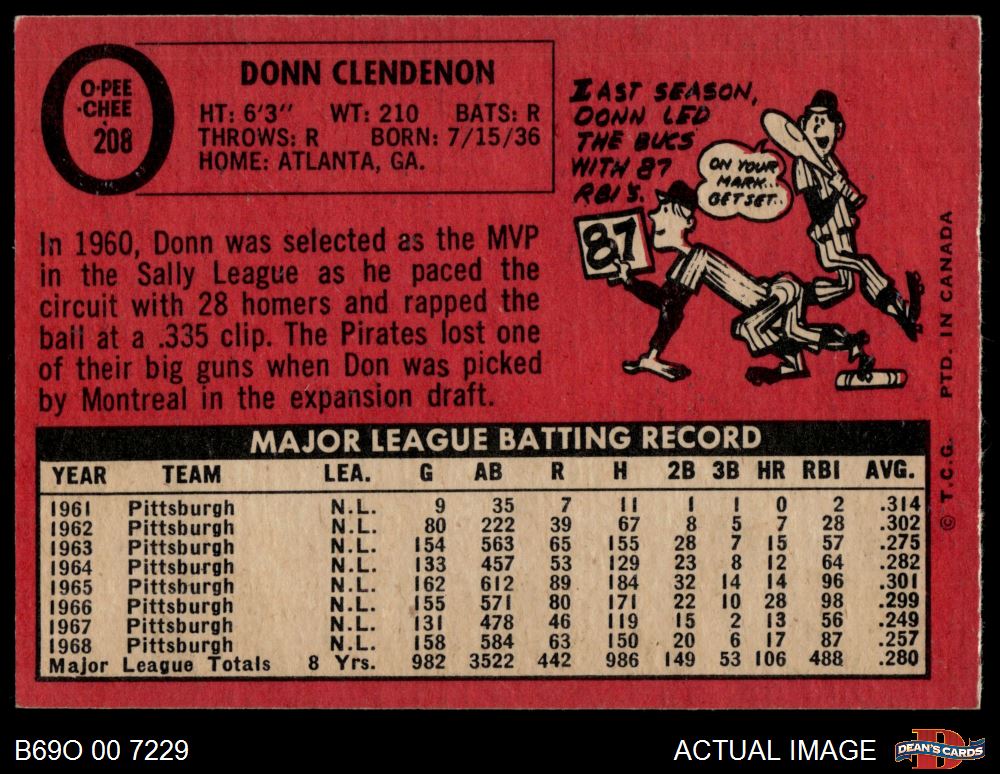 O-PEE
-CHEE
208
DONN CLENDENON
HT: 6'3" WT: 210 BATS: R
THROWS: R BORN: 7/15/36
HOME: ATLANTA, GA.
LAST SEASON,
DONN LED
THE BUCS
WITH 87
RBI'S.
ON YOUR
MARK..
GET SET..
87
In 1960, Donn was selected as the MVP
in the Sally League as he paced the
circuit with 28 homers and rapped the
ball at a .335 clip. The Pirates lost one
of their big guns when Don was picked
by Montreal in the expansion draft.
MAJOR LEAGUE BATTING RECORD
YEAR TEAM LEA. G AB R H 2B 3B HR RBI AVG.
1961 Pittsburgh N.L. 9 35 7 11 1 1 0 2 .314
1962 Pittsburgh N.L. 80 222 39 67 8 5 7 28 .302
1963 Pittsburgh N.L. 154 563 65 155 28 7 15 57 .275
1964 Pittsburgh N.L. 133 457 53 129 23 8 12 64 .282
1965 Pittsburgh N.L. 162 612 89 184 32 14 14 96 .301
1966 Pittsburgh N.L. 155 571 80 171 22 10 28 98 .299
1967 Pittsburgh N.L. 131 478 46 119 15 2 13 56 .249
1968 Pittsburgh N.L. 158 584 63 150 20 6 17 87 .257
Major League Totals 8 Yrs. 982 3522 442 986 149 53 106 488 .280
© T.C.G. PTD. IN CANADA
B69O 00 7229
ACTUAL IMAGE
D
DEAN'S CARDS